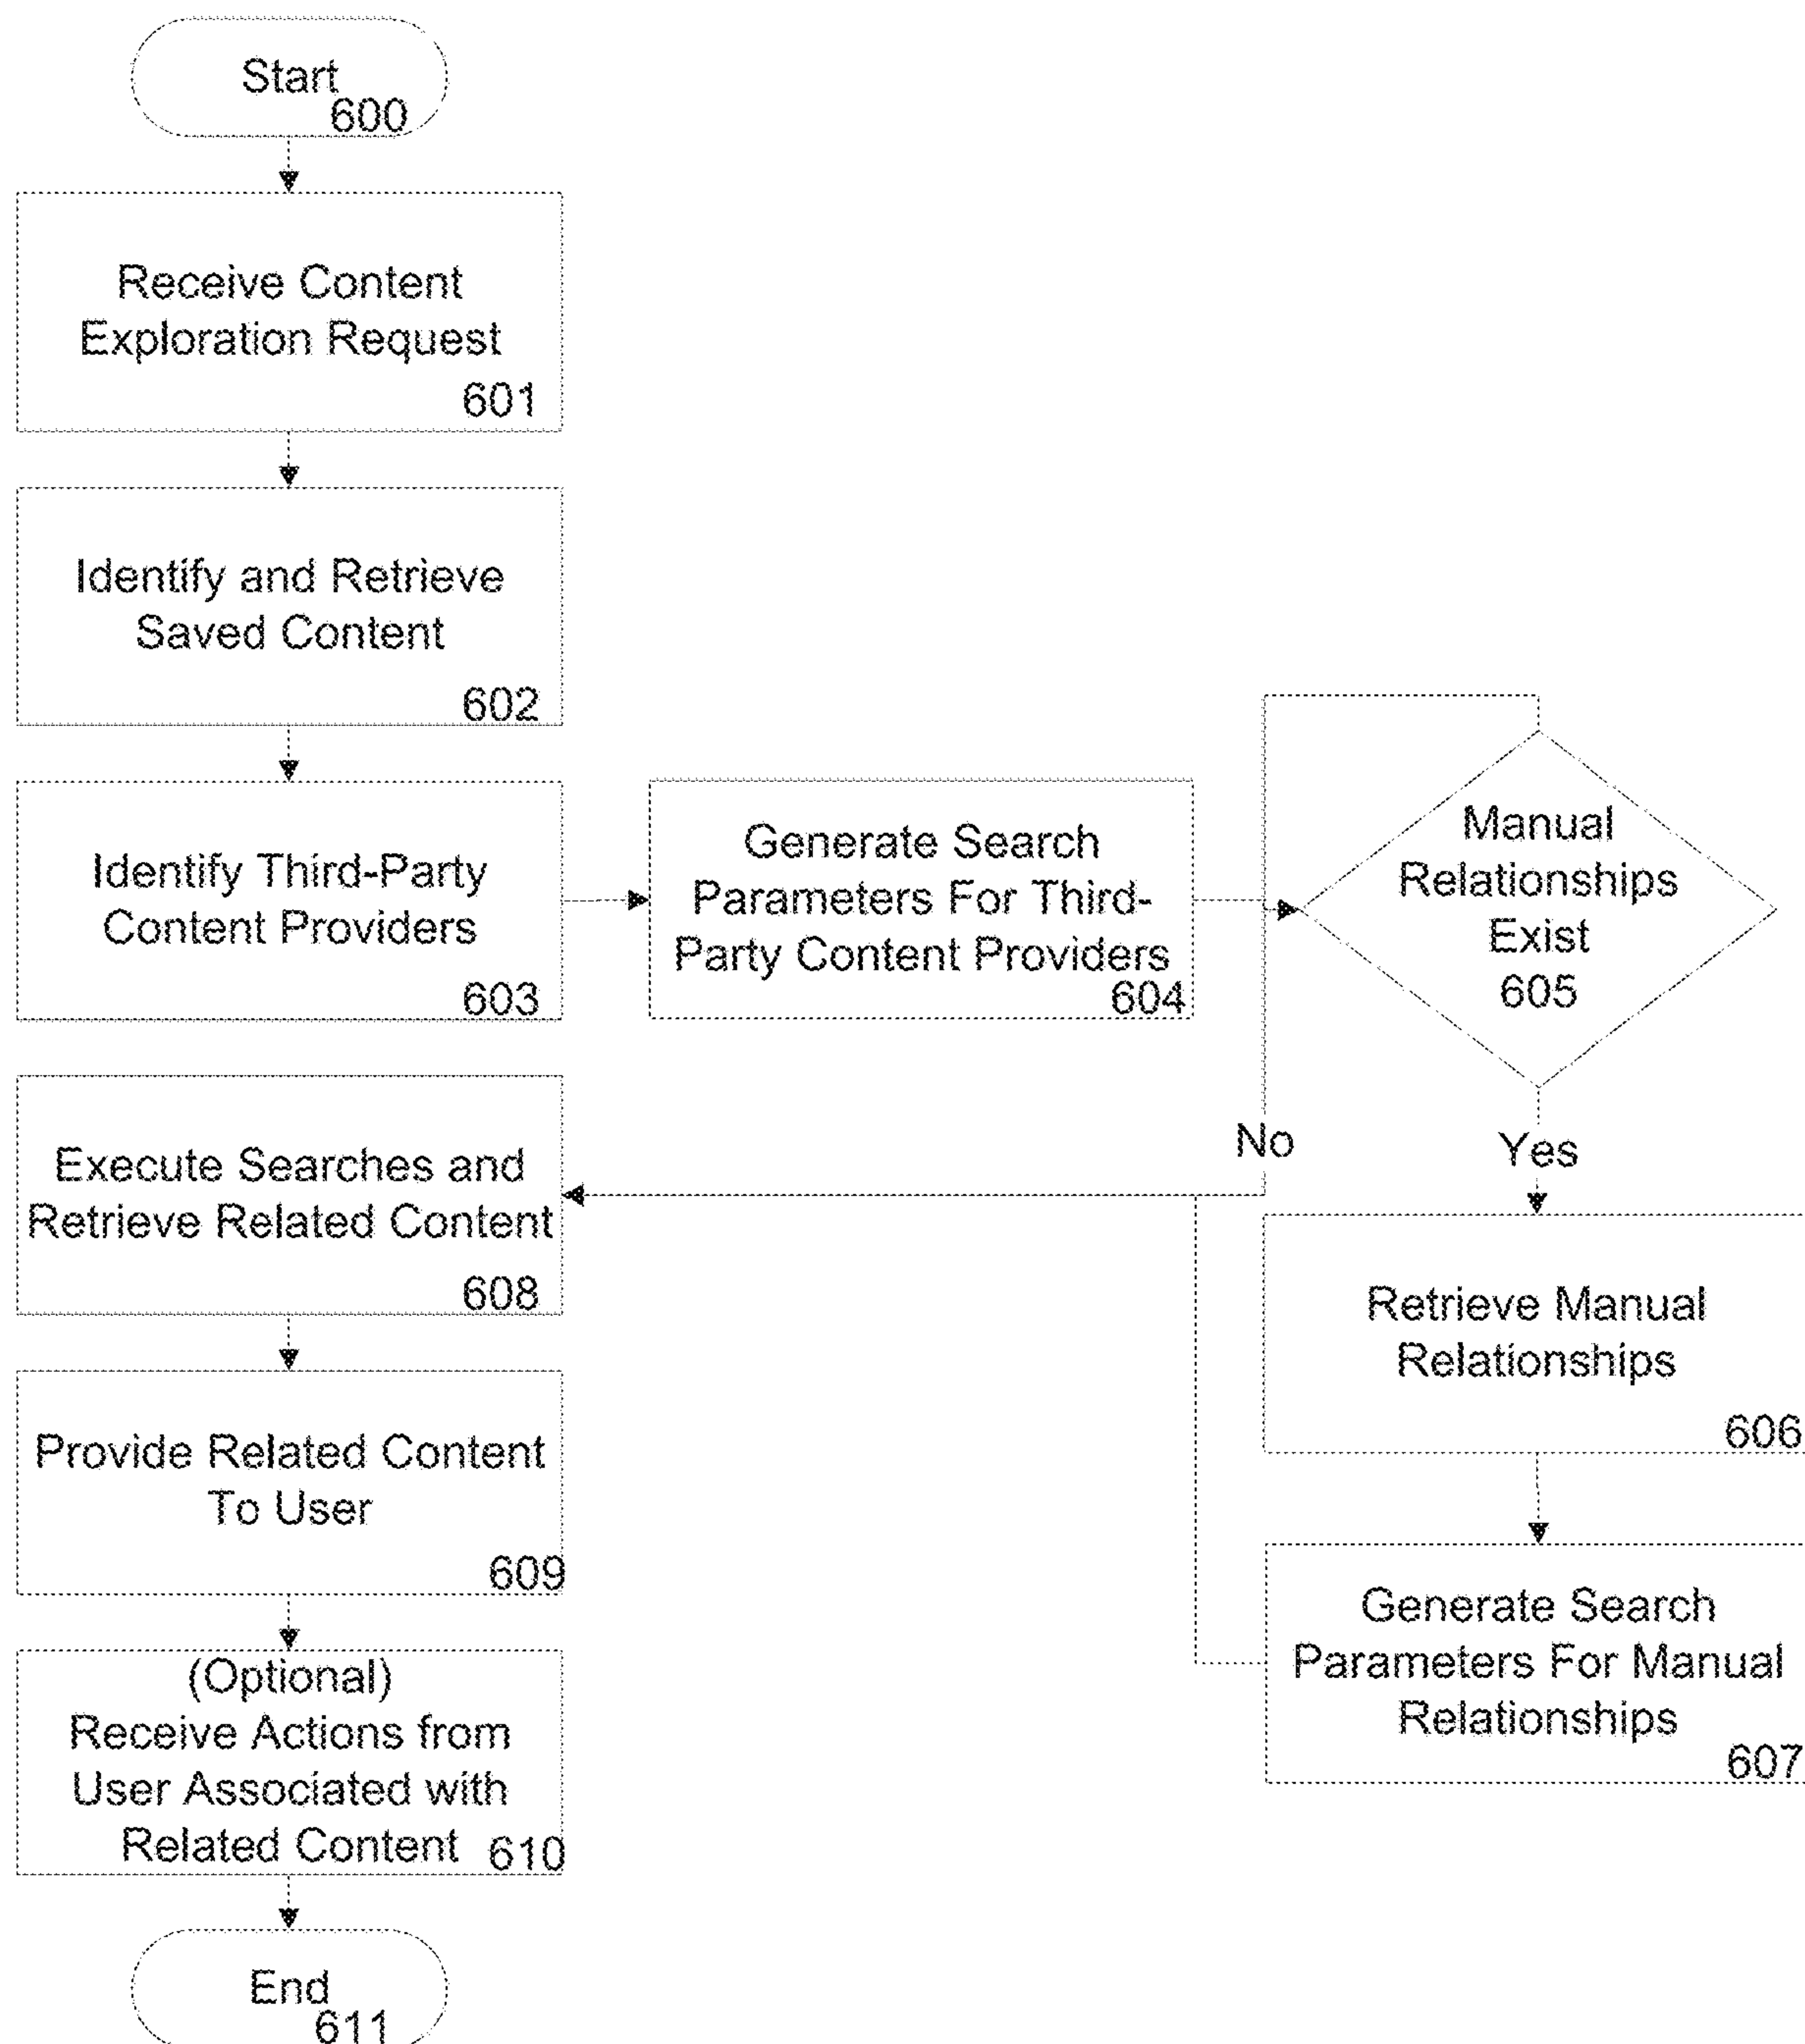 Start
600
Receive Content
Exploration Request
601
Identify and Retrieve
Saved Content
602
Identify Third-Party
Content Providers
603
Generate Search
Parameters For Third-
Party Content Providers
604
Manual
Relationships
Exist
605
No
Yes
Retrieve Manual
Relationships
606
Generate Search
Parameters For Manual
Relationships
607
Execute Searches and
Retrieve Related Content
608
Provide Related Content
To User
609
(Optional)
Receive Actions from
User Associated with
Related Content
610
End
611